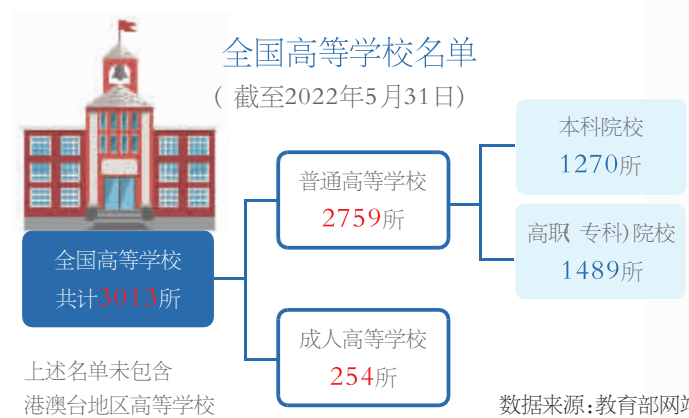 全国高等学校名单
(截至2022年5月31日)
本科院校
1270所
普通高等学校
2759所
高职(专科)院校
1489所
全国高等学校
共计3013所
成人高等学校
254所
上述名单未包含
港澳台地区高等学校
数据来源:教育部网站